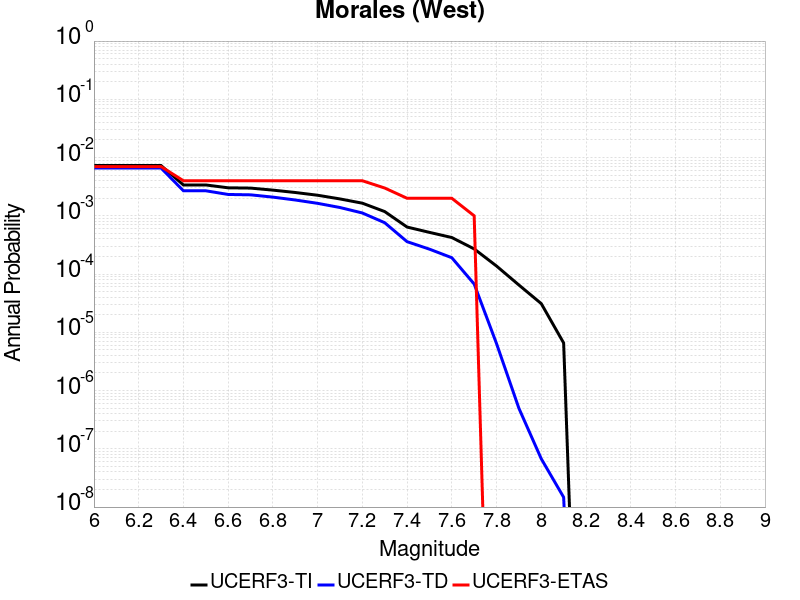 Morales (West)
10^0
10^-1
10^-2
10^-3
10^-4
10^-5
10^-6
10^-7
10^-8
Annual Probability
6 6.2 6.4 6.6 6.8 7 7.2 7.4 7.6 7.8 8 8.2 8.4 8.6 8.8 9
Magnitude
UCERF3-TI UCERF3-TD UCERF3-ETAS